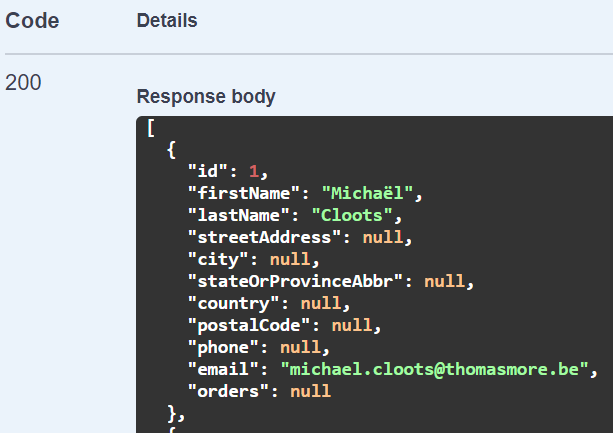 Code Details
200
Response body
[
{
"id": 1,
"firstName": "Michaël",
"lastName": "Cloots",
"streetAddress": null,
"city": null,
"stateOrProvinceAbbr": null,
"country": null,
"postalCode": null,
"phone": null,
"email": "michael.cloots@thomasmore.be",
"orders": null
},
{